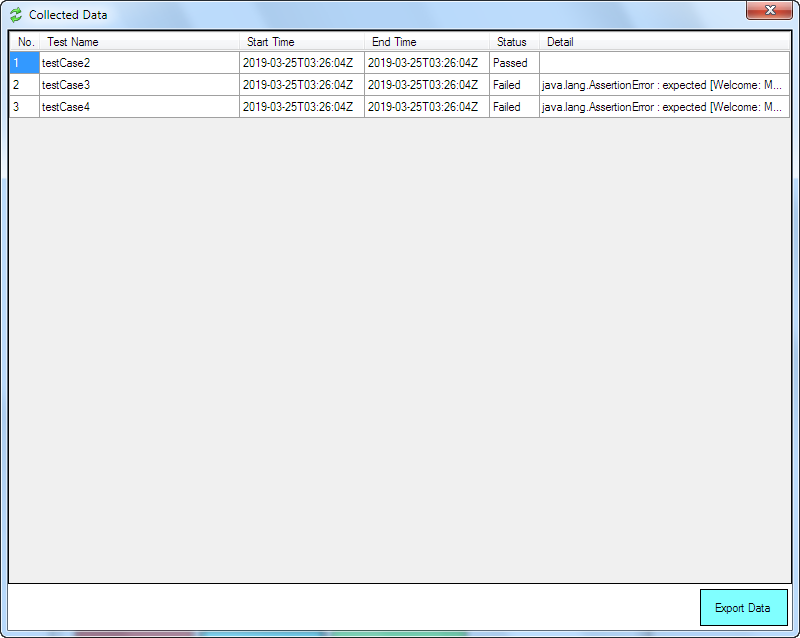 Collected Data
No. Test Name Start Time End Time Status Detail
1 testCase2 2019-03-25T03:26:04Z 2019-03-25T03:26:04Z Passed
2 testCase3 2019-03-25T03:26:04Z 2019-03-25T03:26:04Z Failed java.lang.AssertionError : expected [Welcome: M...
3 testCase4 2019-03-25T03:26:04Z 2019-03-25T03:26:04Z Failed java.lang.AssertionError : expected [Welcome: M...
Export Data